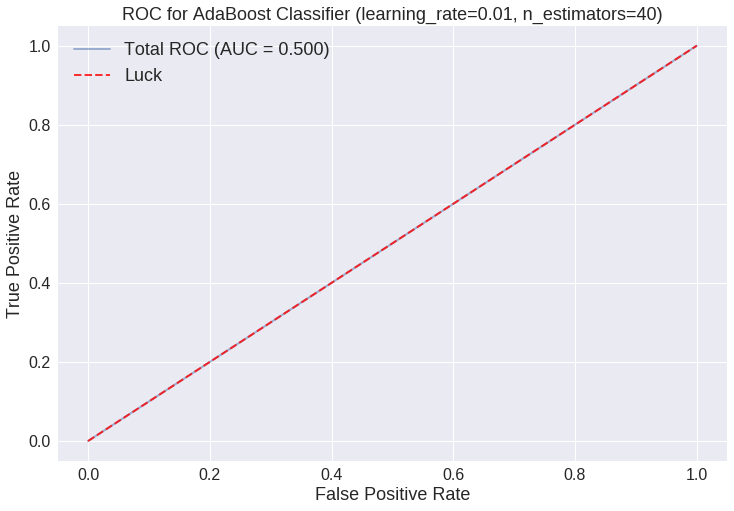 ROC for AdaBoost Classifier (learning_rate=0.01, n_estimators=40)
Total ROC (AUC = 0.500)
Luck
1.0
0.8
0.6
0.4
0.2
0.0
True Positive Rate
0.0 0.2 0.4 0.6 0.8 1.0
False Positive Rate